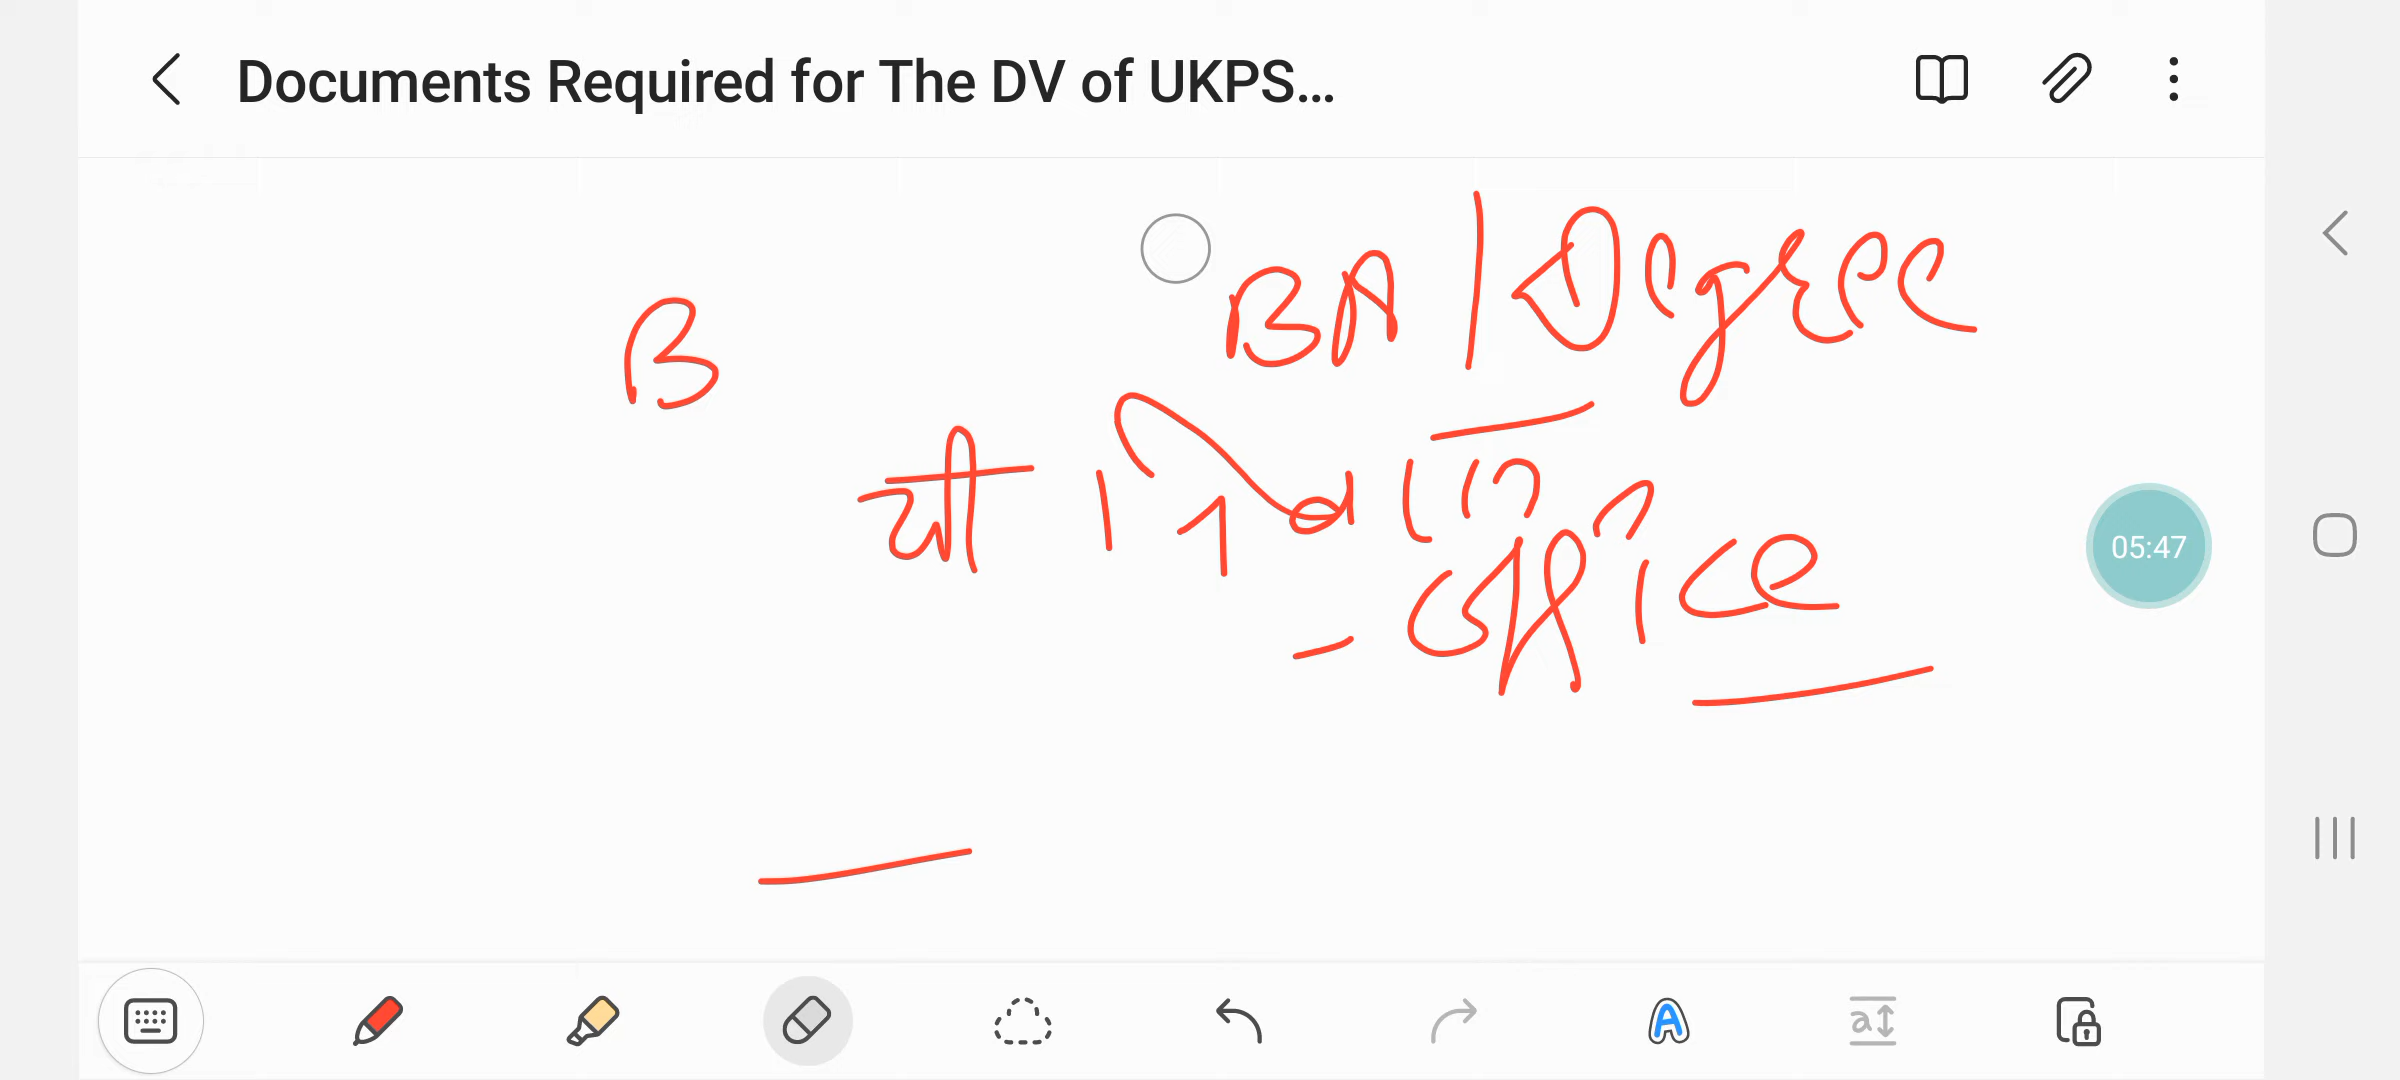 Documents Required for The DV of UKPS...
BA | Degree
B
- office
05:47